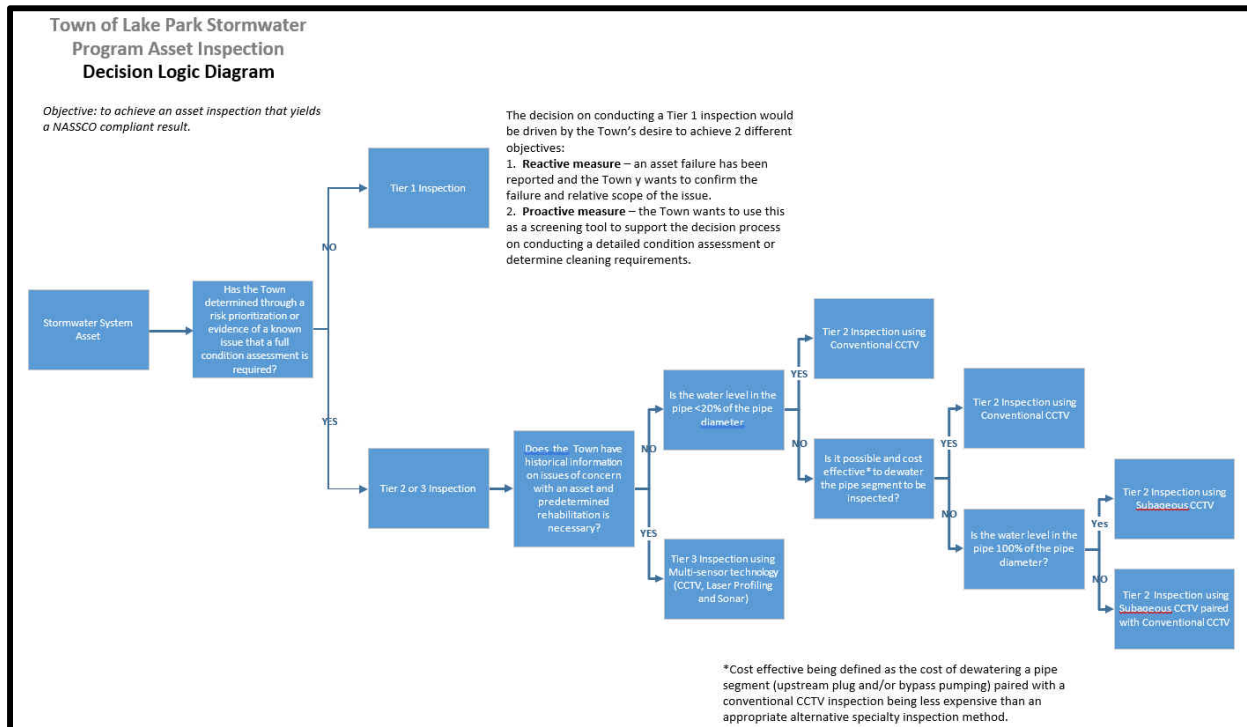 Town of Lake Park Stormwater
Program Asset Inspection
Decision Logic Diagram
Objective: to achieve an asset inspection that yields
a NASSCO compliant result.
The decision on conducting a Tier 1 inspection would
be driven by the Town's desire to achieve 2 different
objectives:
1. Reactive measure – an asset failure has been
reported and the Town y wants to confirm the
failure and relative scope of the issue.
2. Proactive measure – the Town wants to use this
as a screening tool to support the decision process
on conducting a detailed condition assessment or
determine cleaning requirements.
Tier 1 Inspection
NO
Stormwater System
Asset
Has the Town
determined through a
risk prioritization or
evidence of a known
issue that a full
condition assessment is
required?
YES
Tier 2 or 3 Inspection
Does the Town have
historical information
on issues of concern
with an asset and
predetermined
rehabilitation is
necessary?
NO
YES
Is the water level in the
pipe <20% of the pipe
diameter
Tier 3 Inspection using
Multi-sensor technology
(CCTV, Laser Profiling
and Sonar)
YES
NO
Tier 2 Inspection using
Conventional CCTV
Is it possible and cost
effective* to dewater
the pipe segment to be
inspected?
YES
NO
Tier 2 Inspection using
Conventional CCTV
Is the water level in the
pipe 100% of the pipe
diameter?
Yes
NO
Tier 2 Inspection using
Subaqeous CCTV
Tier 2 Inspection using
Subaqeous CCTV paired
with Conventional CCTV
*Cost effective being defined as the cost of dewatering a pipe
segment (upstream plug and/or bypass pumping) paired with a
conventional CCTV inspection being less expensive than an
appropriate alternative specialty inspection method.